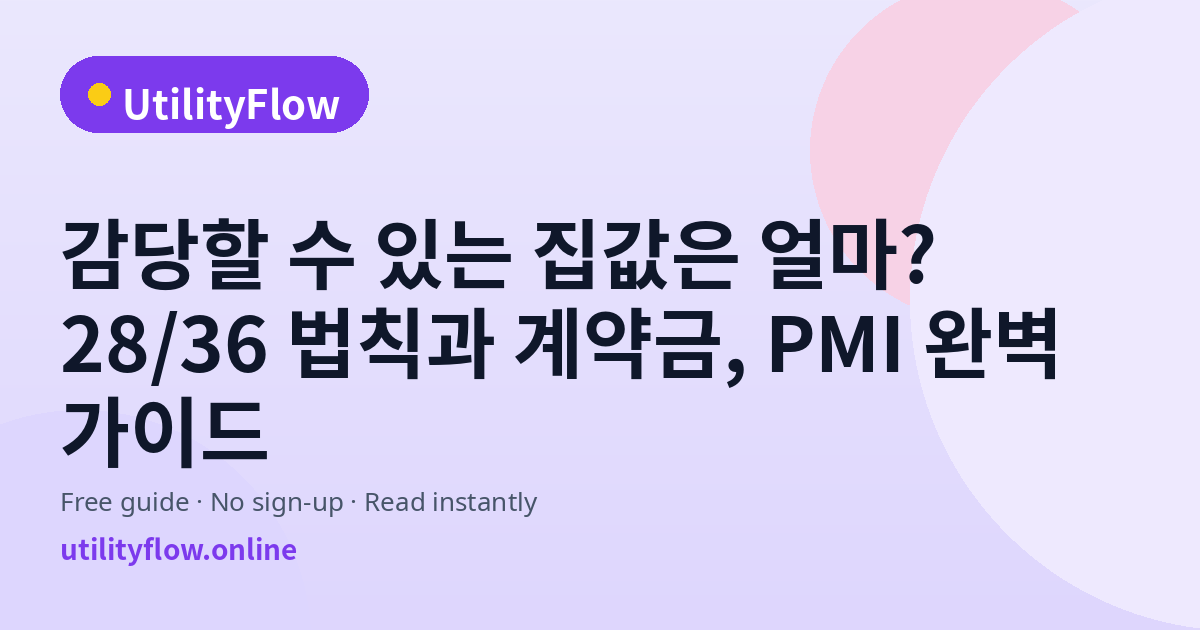 UtilityFlow
감당할 수 있는 집값은 얼마?
28/36 법칙과 계약금, PMI 완벽
가이드
Free guide · No sign-up · Read instantly
utilityflow.online